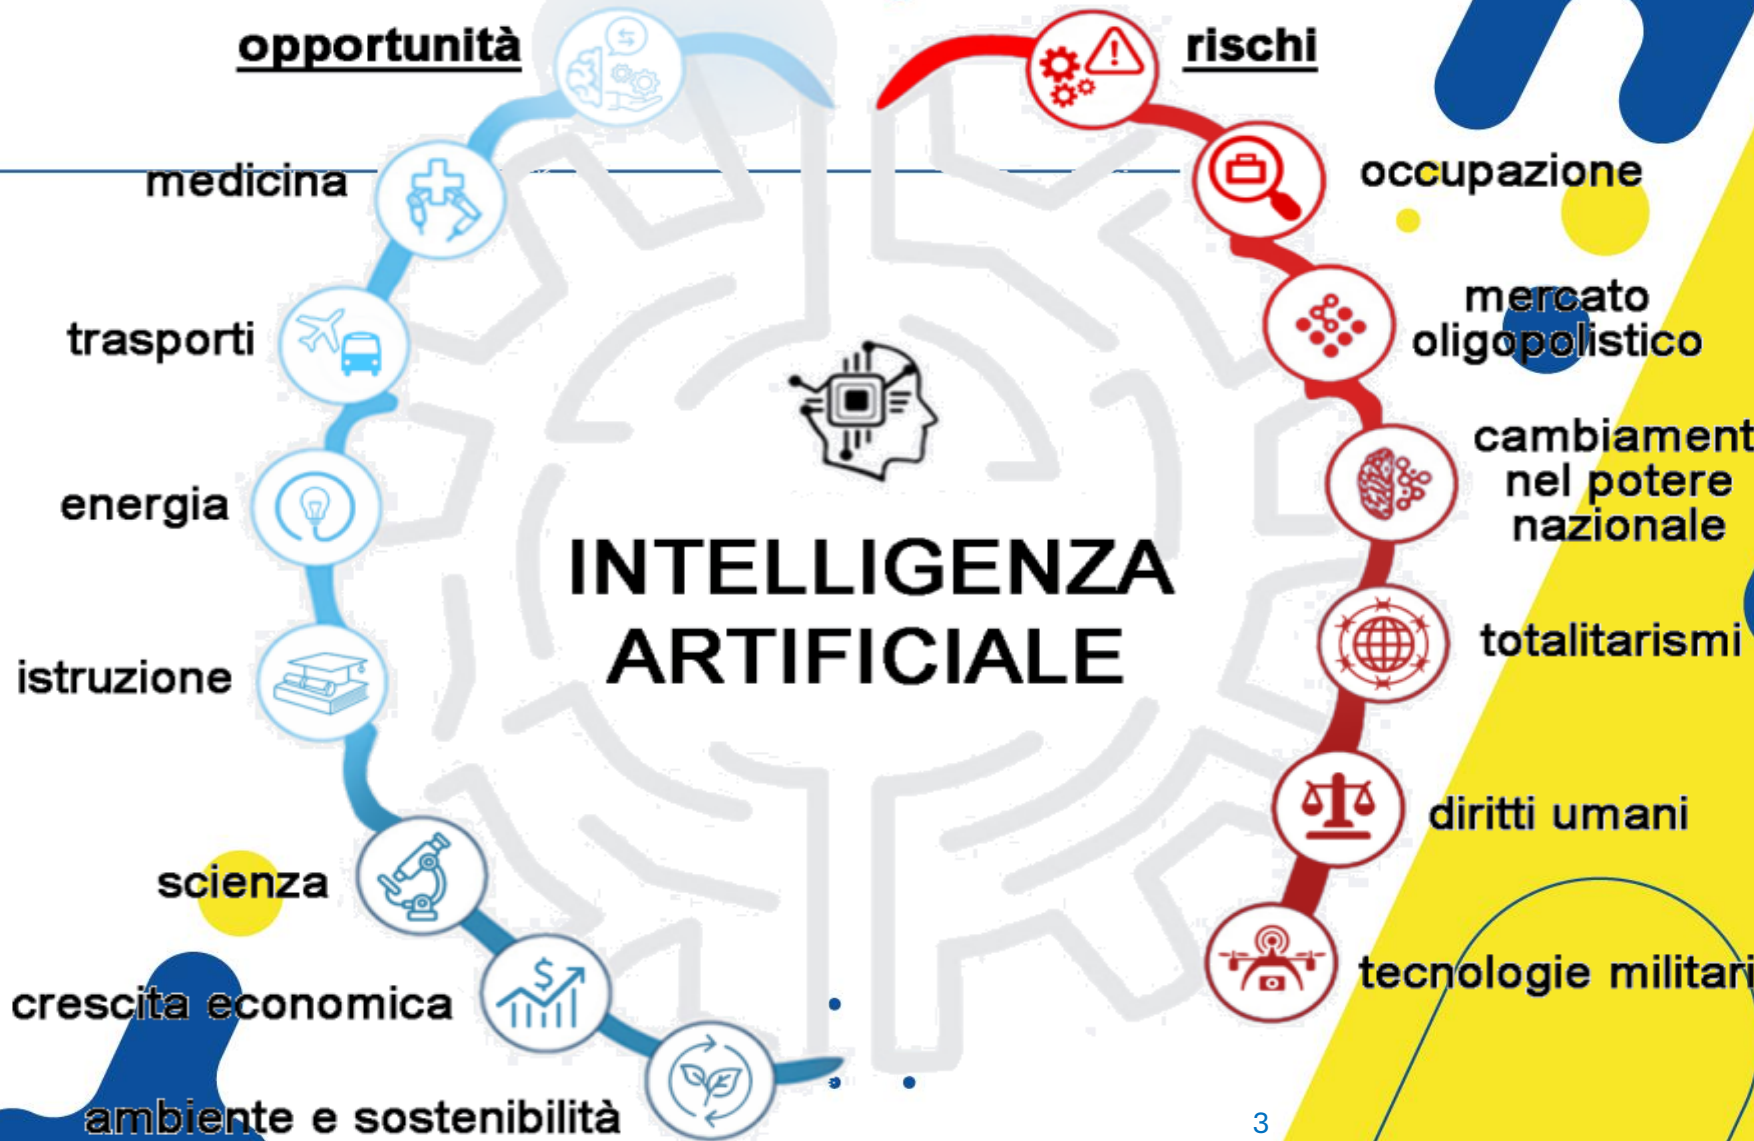 opportunità
medicina
trasporti
energia
istruzione
scienza
crescita economica
ambiente e sostenibilità
INTELLIGENZA
ARTIFICIALE
rischi
occupazione
mercato
oligopolistico
cambiament
nel potere
nazionale
totalitarismi
diritti umani
tecnologie militari
3